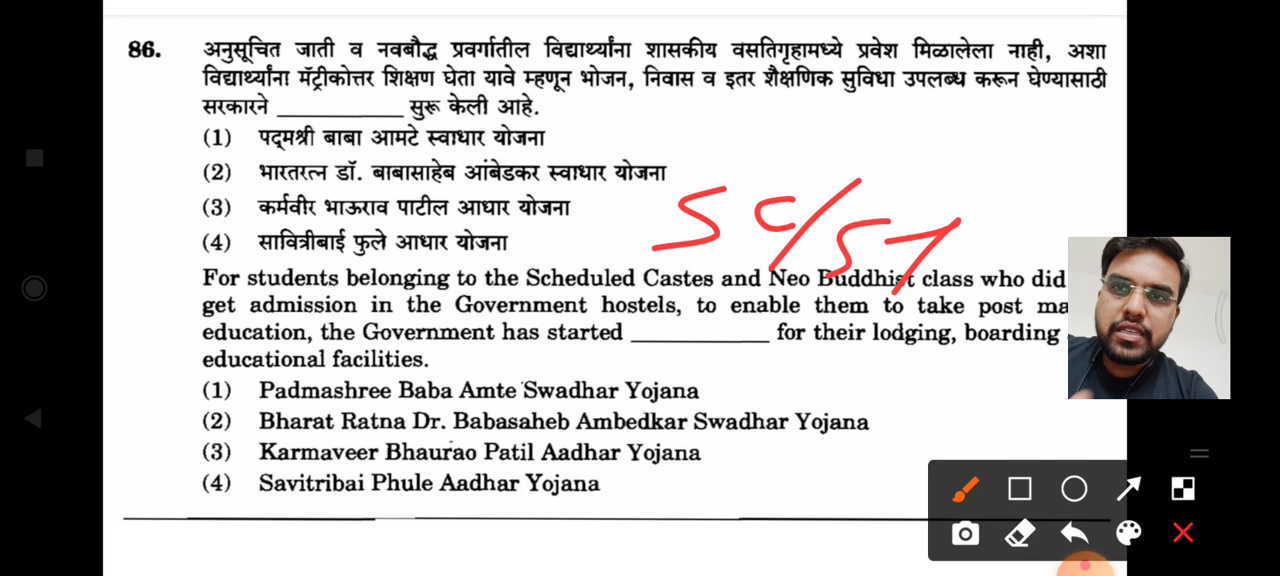 86. अनुसूचित जाती व नवबौद्ध प्रवर्गातील विद्यार्थ्यांना शासकीय वसतिगृहामध्ये प्रवेश मिळालेला नाही, अशा
विद्यार्थ्यांना मॅट्रीकोत्तर शिक्षण घेता यावे म्हणून भोजन, निवास व इतर शैक्षणिक सुविधा उपलब्ध करून घेण्यासाठी
सरकारने ____________ सुरू केली आहे.
(1) पद्मश्री बाबा आमटे स्वाधार योजना
(2) भारतरत्न डॉ. बाबासाहेब आंबेडकर स्वाधार योजना
(3) कर्मवीर भाऊराव पाटील आधार योजना
(4) सावित्रीबाई फुले आधार योजना
SC/ST
For students belonging to the Scheduled Castes and Neo Buddhist class who did
get admission in the Government hostels, to enable them to take post ma
education, the Government has started ____________ for their lodging, boarding
educational facilities.
(1) Padmashree Baba Amte Swadhar Yojana
(2) Bharat Ratna Dr. Babasaheb Ambedkar Swadhar Yojana
(3) Karmaveer Bhaurao Patil Aadhar Yojana
(4) Savitribai Phule Aadhar Yojana